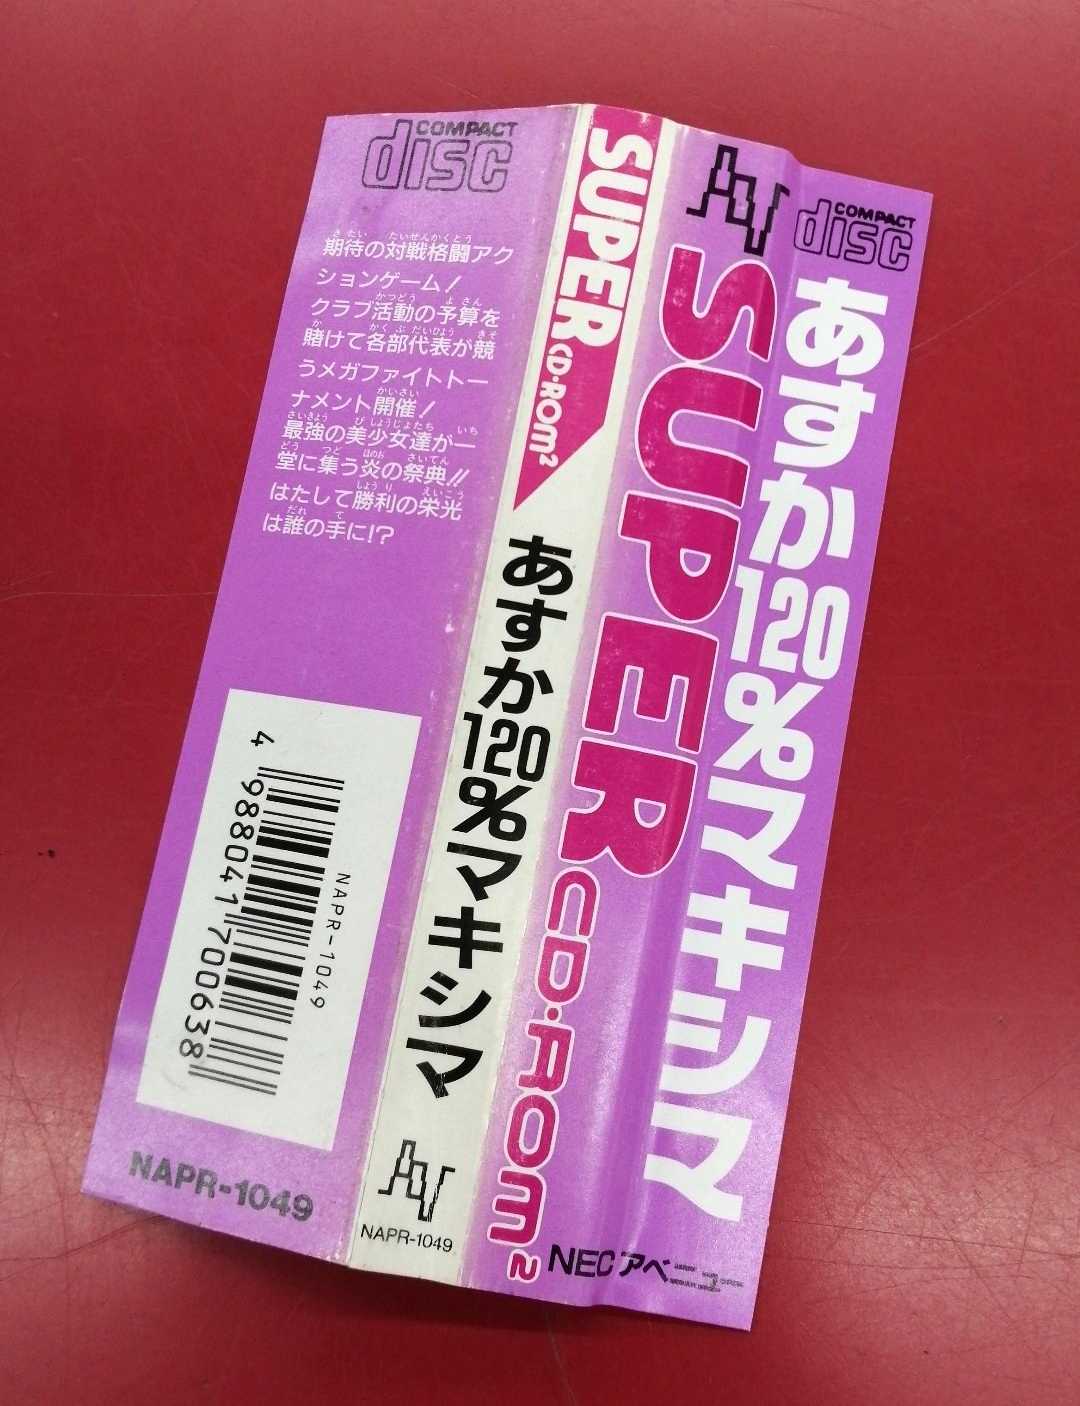 COMPACT
disc
期待の対戦格闘アク
ションゲーム!
クラブ活動の予算を
賭けて各部代表が競
うメガファイトトー
ナメント開催!
最強の美少女達が一
堂に集う炎の祭典!!
はたして勝利の栄光
は誰の手に!?
4 988041 700638
NAPR-1049
NAPR-1049
SUPER CD·ROM2
あすか120%マキシマ
NAPR-1049
SUPER CD·ROM2
COMPACT
disc
あすか120%マキシマ
NEC アベ